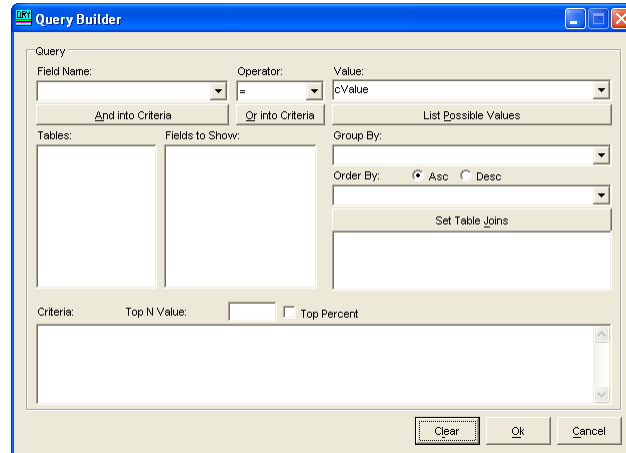 QRY Query Builder
Query
Field Name: Operator: Value:
= cValue
And into Criteria Or into Criteria List Possible Values
Tables: Fields to Show: Group By:
Order By: Asc Desc
Set Table Joins
Criteria: Top N Value: Top Percent
Clear Ok Cancel